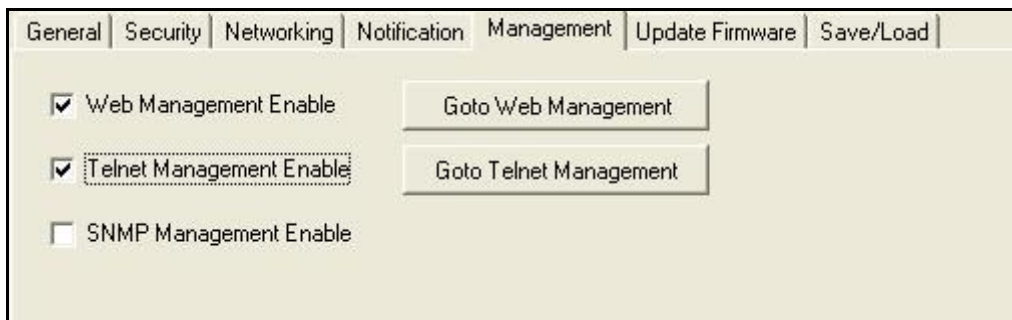 General Security Networking Notification Management Update Firmware Save/Load
Web Management Enable Goto Web Management
Telnet Management Enable Goto Telnet Management
SNMP Management Enable